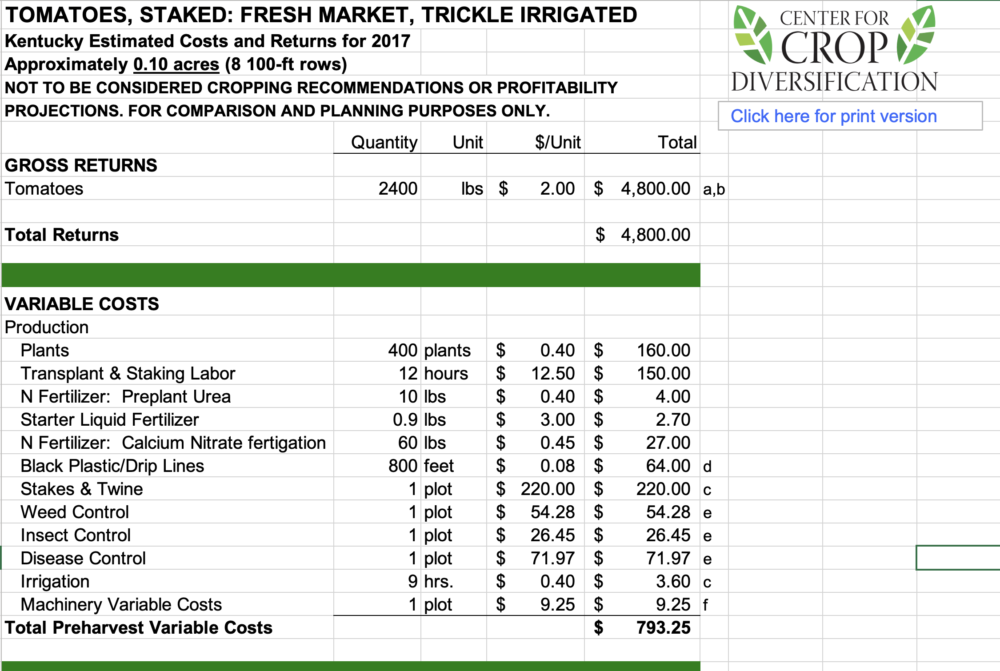 TOMATOES, STAKED: FRESH MARKET, TRICKLE IRRIGATED
Kentucky Estimated Costs and Returns for 2017
Approximately 0.10 acres (8 100-ft rows)
NOT TO BE CONSIDERED CROPPING RECOMMENDATIONS OR PROFITABILITY
PROJECTIONS. FOR COMPARISON AND PLANNING PURPOSES ONLY.
CENTER FOR
CROP
DIVERSIFICATION
Click here for print version
Quantity Unit $/Unit Total
GROSS RETURNS
Tomatoes 2400 lbs $ 2.00 $ 4,800.00 a,b
Total Returns $ 4,800.00
VARIABLE COSTS
Production
Plants 400 plants $ 0.40 $ 160.00
Transplant & Staking Labor 12 hours $ 12.50 $ 150.00
N Fertilizer: Preplant Urea 10 lbs $ 0.40 $ 4.00
Starter Liquid Fertilizer 0.9 lbs $ 3.00 $ 2.70
N Fertilizer: Calcium Nitrate fertigation 60 lbs $ 0.45 $ 27.00
Black Plastic/Drip Lines 800 feet $ 0.08 $ 64.00 d
Stakes & Twine 1 plot $ 220.00 $ 220.00 c
Weed Control 1 plot $ 54.28 $ 54.28 e
Insect Control 1 plot $ 26.45 $ 26.45 e
Disease Control 1 plot $ 71.97 $ 71.97 e
Irrigation 9 hrs. $ 0.40 $ 3.60 c
Machinery Variable Costs 1 plot $ 9.25 $ 9.25 f
Total Preharvest Variable Costs $ 793.25